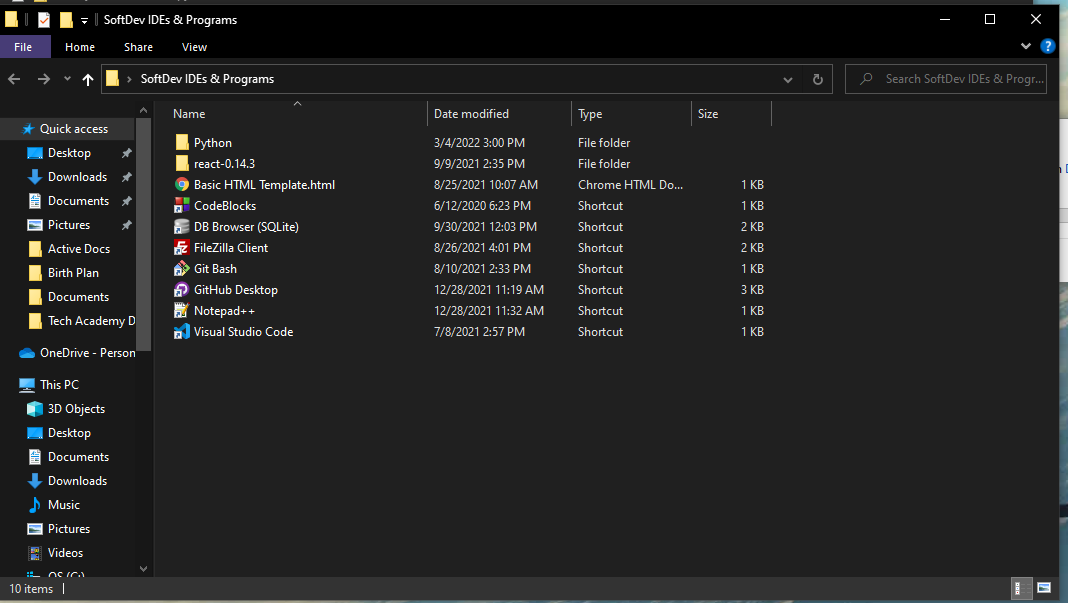 SoftDev IDEs & Programs
File Home Share View
SoftDev IDEs & Programs Search SoftDev IDEs & Progr...
Name Date modified Type Size
Quick access
Desktop
Downloads
Documents
Pictures
Active Docs
Birth Plan
Documents
Tech Academy D
OneDrive - Person
This PC
3D Objects
Desktop
Documents
Downloads
Music
Pictures
Videos
OS (C:)
Python 3/4/2022 3:00 PM File folder
react-0.14.3 9/9/2021 2:35 PM File folder
Basic HTML Template.html 8/25/2021 10:07 AM Chrome HTML Do... 1 KB
CodeBlocks 6/12/2020 6:23 PM Shortcut 1 KB
DB Browser (SQLite) 9/30/2021 12:03 PM Shortcut 2 KB
FileZilla Client 8/26/2021 4:01 PM Shortcut 2 KB
Git Bash 8/10/2021 2:33 PM Shortcut 1 KB
GitHub Desktop 12/28/2021 11:19 AM Shortcut 3 KB
Notepad++ 12/28/2021 11:32 AM Shortcut 1 KB
Visual Studio Code 7/8/2021 2:57 PM Shortcut 1 KB
10 items